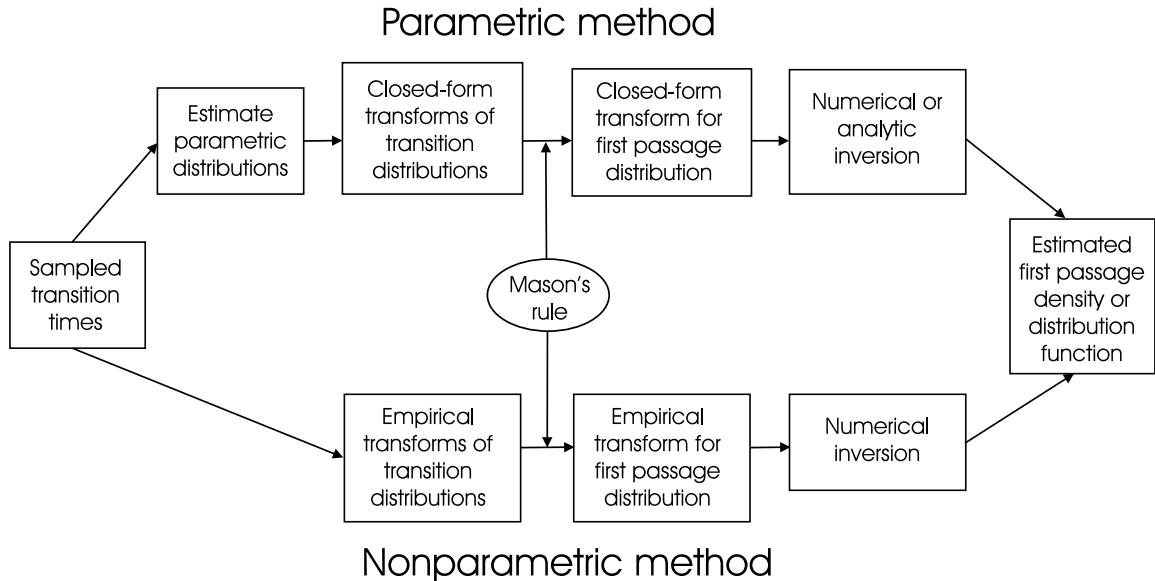 Parametric method
Estimate
parametric
distributions
Closed-form
transforms of
transition
distributions
Closed-form
transform for
first passage
distribution
Numerical or
analytic
inversion
Sampled
transition
times
Mason's
rule
Estimated
first passage
density or
distribution
function
Empirical
transforms of
transition
distributions
Empirical
transform for
first passage
distribution
Numerical
inversion
Nonparametric method